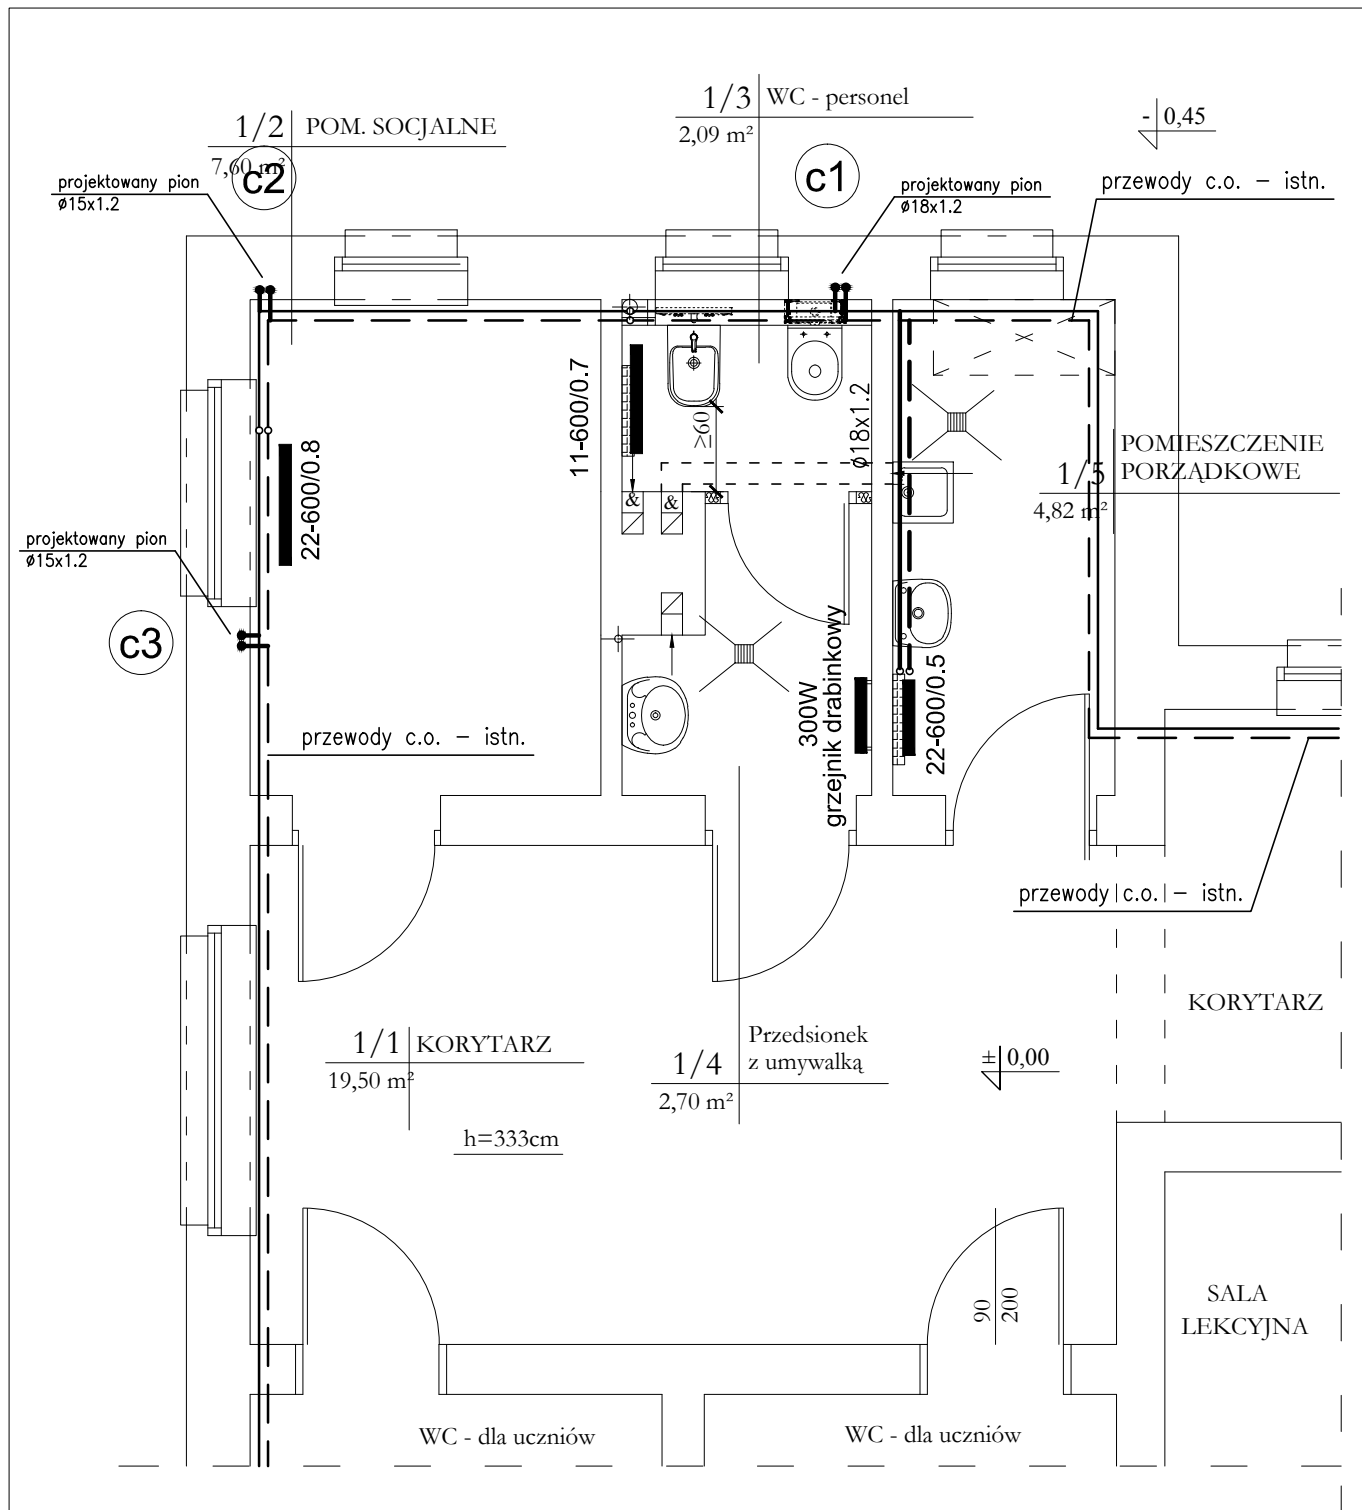 1/3
WC - personel
2,09 m²
1/2
POM. SOCJALNE
7,60 m²
- 0,45
c2
c1
projektowany pion
ø15x1.2
projektowany pion
ø18x1.2
przewody c.o. – istn.
11-600/0.7
≥60
ø18x1.2
22-600/0.8
POMIESZCZENIE
PORZĄDKOWE
1/5
4,82 m²
&
&
projektowany pion
ø15x1.2
c3
300W
grzejnik drabinkowy
22-600/0.5
przewody c.o. – istn.
przewody c.o. – istn.
KORYTARZ
1/1
KORYTARZ
19,50 m²
Przedsionek
z umywalką
1/4
2,70 m²
± 0,00
h=333cm
90
200
SALA
LEKCYJNA
WC - dla uczniów
WC - dla uczniów